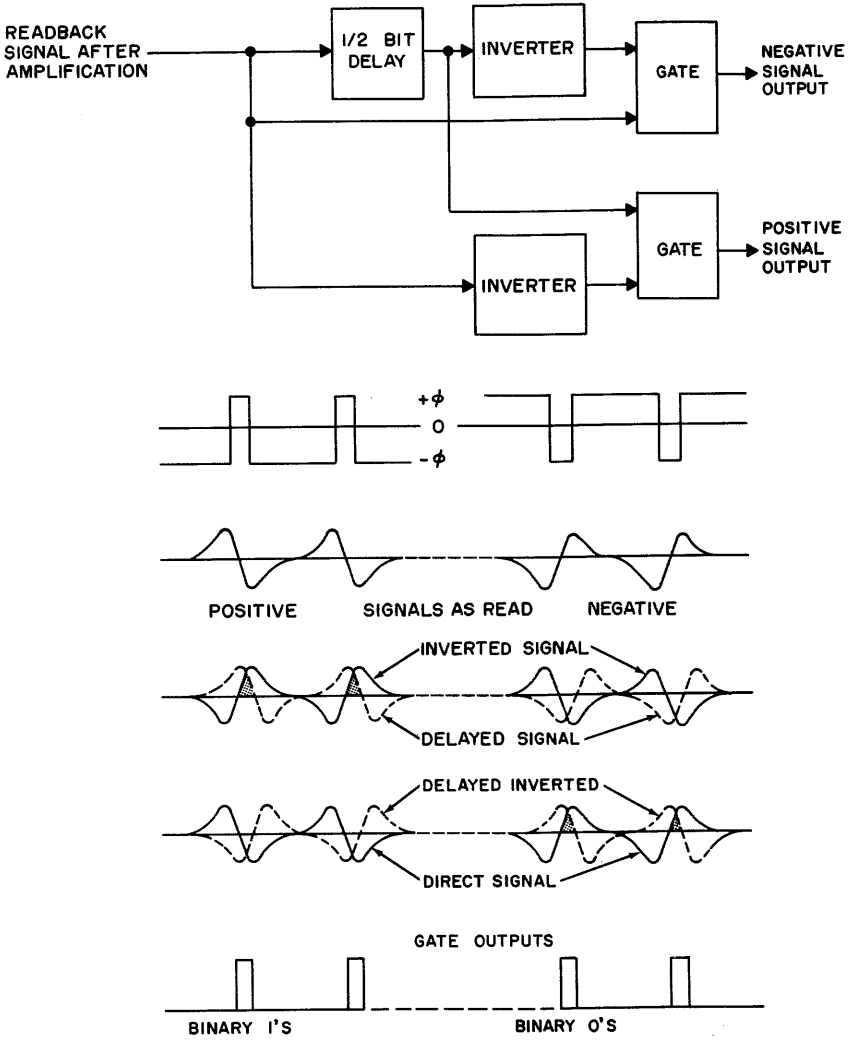 READBACK
SIGNAL AFTER
AMPLIFICATION
1/2 BIT
DELAY
INVERTER
GATE
NEGATIVE
SIGNAL
OUTPUT
INVERTER
GATE
POSITIVE
SIGNAL
OUTPUT
+ϕ
0
-ϕ
POSITIVE
SIGNALS AS READ
NEGATIVE
INVERTED SIGNAL
DELAYED SIGNAL
DELAYED INVERTED
DIRECT SIGNAL
GATE OUTPUTS
BINARY 1'S
BINARY 0'S